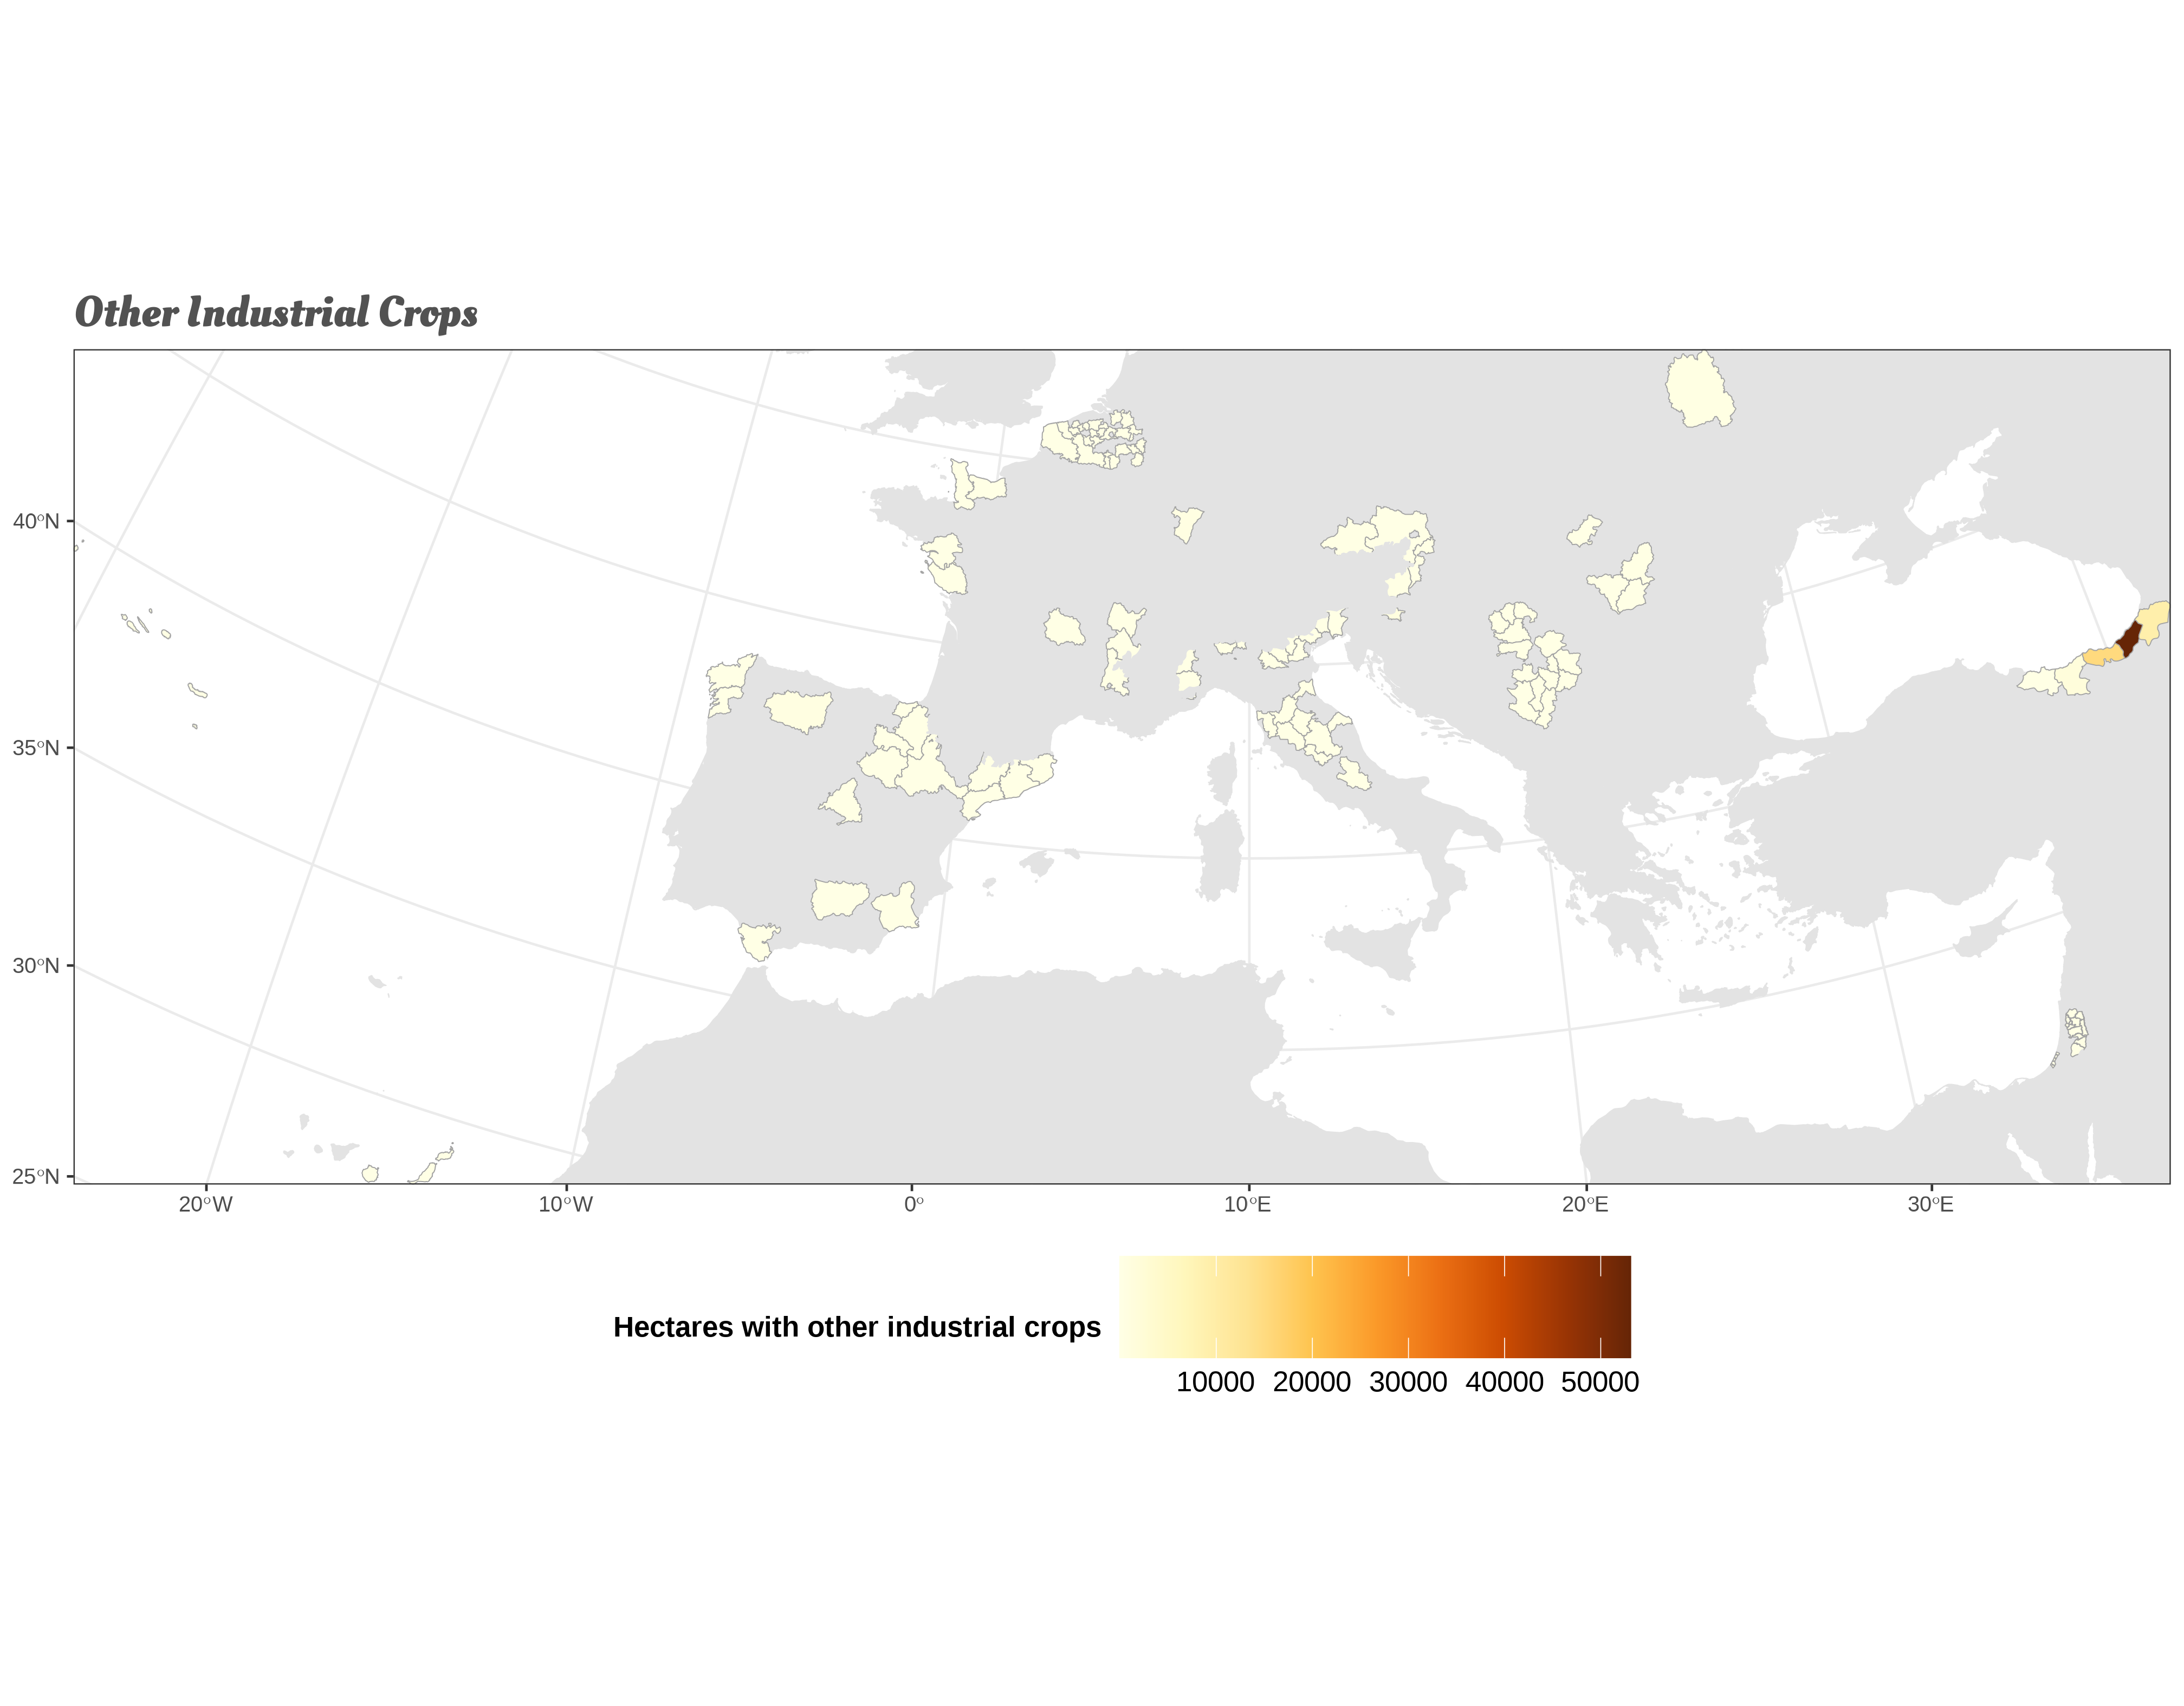 Other Industrial Crops
40°N
35°N
30°N
25°N
20°W 10°W 0° 10°E 20°E 30°E
Hectares with other industrial crops
10000 20000 30000 40000 50000